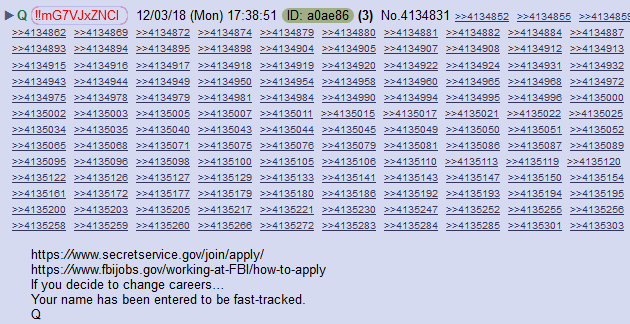 ▶ Q !!mG7VJxZNCI 12/03/18 (Mon) 17:38:51 ID: a0ae86 (3) No.4134831 >>4134852 >>4134855 >>4134859
>>4134862 >>4134869 >>4134872 >>4134874 >>4134879 >>4134880 >>4134881 >>4134882 >>4134884 >>4134887
>>4134893 >>4134894 >>4134895 >>4134898 >>4134904 >>4134905 >>4134907 >>4134908 >>4134912 >>4134913
>>4134915 >>4134916 >>4134917 >>4134918 >>4134919 >>4134920 >>4134922 >>4134924 >>4134931 >>4134932
>>4134943 >>4134944 >>4134949 >>4134950 >>4134954 >>4134958 >>4134960 >>4134965 >>4134968 >>4134972
>>4134976 >>4134978 >>4134979 >>4134981 >>4134984 >>4134990 >>4134994 >>4134995 >>4134996 >>4135000
>>4135002 >>4135003 >>4135005 >>4135007 >>4135011 >>4135015 >>4135017 >>4135021 >>4135022 >>4135025
>>4135034 >>4135035 >>4135040 >>4135043 >>4135044 >>4135045 >>4135049 >>4135050 >>4135051 >>4135052
>>4135065 >>4135068 >>4135071 >>4135075 >>4135076 >>4135079 >>4135081 >>4135086 >>4135087 >>4135089
>>4135095 >>4135096 >>4135098 >>4135100 >>4135105 >>4135106 >>4135110 >>4135113 >>4135119 >>4135120
>>4135122 >>4135126 >>4135127 >>4135129 >>4135133 >>4135141 >>4135143 >>4135147 >>4135150 >>4135154
>>4135161 >>4135172 >>4135177 >>4135179 >>4135180 >>4135186 >>4135192 >>4135193 >>4135195 >>4135196
>>4135200 >>4135203 >>4135205 >>4135217 >>4135221 >>4135230 >>4135247 >>4135252 >>4135255 >>4135256
>>4135258 >>4135259 >>4135266 >>4135272 >>4135283 >>4135284 >>4135285 >>4135301 >>4135303
https://www.secretservice.gov/join/apply/
https://www.fbijobs.gov/working-at-FBI/how-to-apply
If you decide to change careers…
Your name has been entered to be fast-tracked.
Q